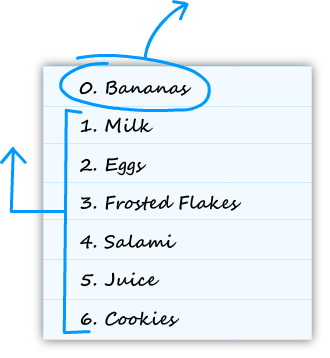 0. Bananas
1. Milk
2. Eggs
3. Frosted Flakes
4. Salami
5. Juice
6. Cookies